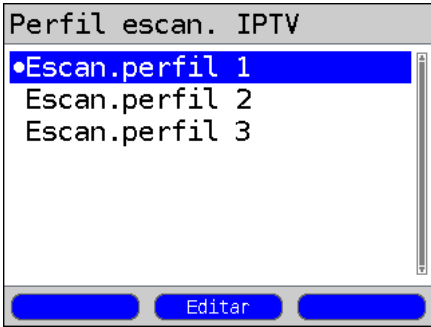 Perfil escan. IPTV
•Escan.perfil 1
Escan.perfil 2
Escan.perfil 3
Editar